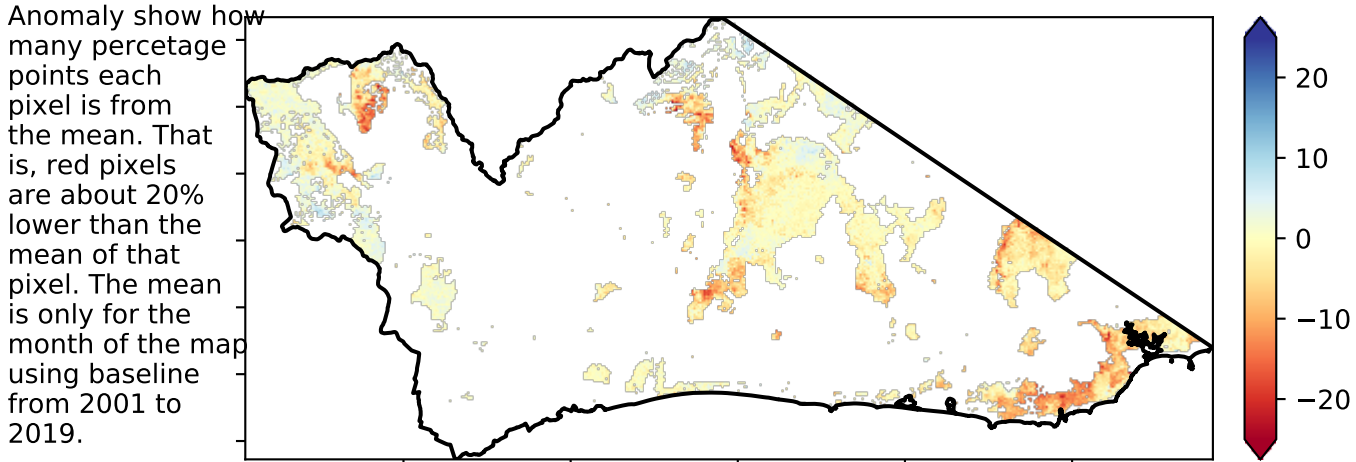 Anomaly show how
many percetage
points each
pixel is from
the mean. That
is, red pixels
are about 20%
lower than the
mean of that
pixel. The mean
is only for the
month of the map
using baseline
from 2001 to
2019.
20
10
0
−10
−20